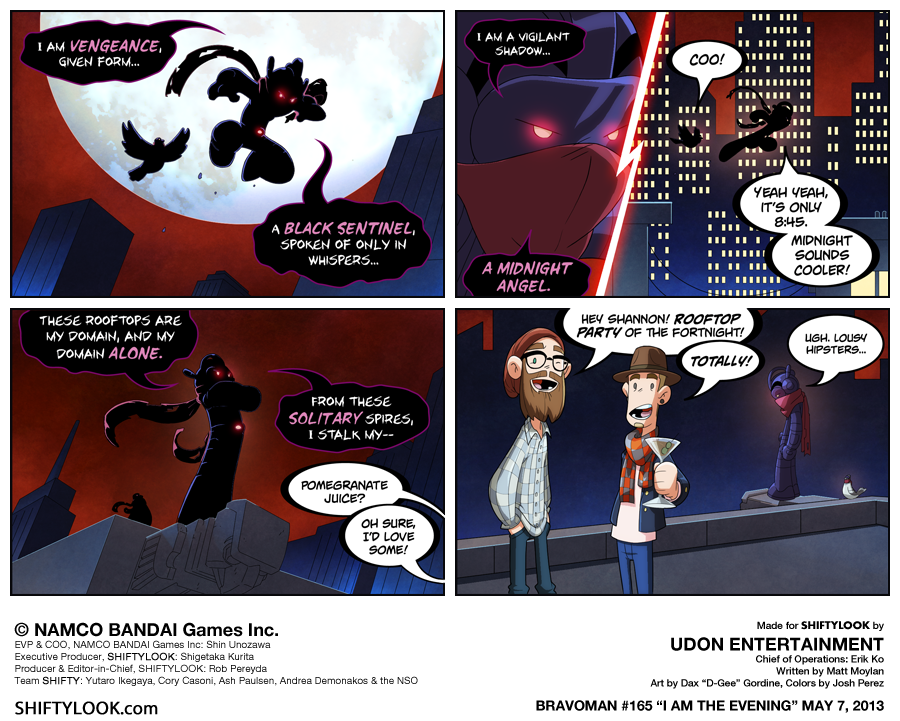 I AM VENGEANCE,
GIVEN FORM...
A BLACK SENTINEL,
SPOKEN OF ONLY IN
WHISPERS...
I AM A VIGILANT
SHADOW...
COO!
YEAH YEAH,
IT'S ONLY
8:45.
MIDNIGHT
SOUNDS
COOLER!
A MIDNIGHT
ANGEL.
THESE ROOFTOPS ARE
MY DOMAIN, AND MY
DOMAIN ALONE.
FROM THESE
SOLITARY SPIRES,
I STALK MY--
POMEGRANATE
JUICE?
OH SURE,
I'D LOVE
SOME!
HEY SHANNON! ROOFTOP
PARTY OF THE FORTNIGHT!
TOTALLY!
UGH. LOUSY
HIPSTERS...
© NAMCO BANDAI Games Inc.
EVP & COO, NAMCO BANDAI Games Inc: Shin Unozawa
Executive Producer, SHIFTYLOOK: Shigetaka Kurita
Producer & Editor-in-Chief, SHIFTYLOOK: Rob Pereyda
Team SHIFTY: Yutaro Ikegaya, Cory Casoni, Ash Paulsen, Andrea Demonakos & the NSO
SHIFTYLOOK.com
Made for SHIFTYLOOK by
UDON ENTERTAINMENT
Chief of Operations: Erik Ko
Written by Matt Moylan
Art by Dax "D-Gee" Gordine, Colors by Josh Perez
BRAVOMAN #165 "I AM THE EVENING" MAY 7, 2013